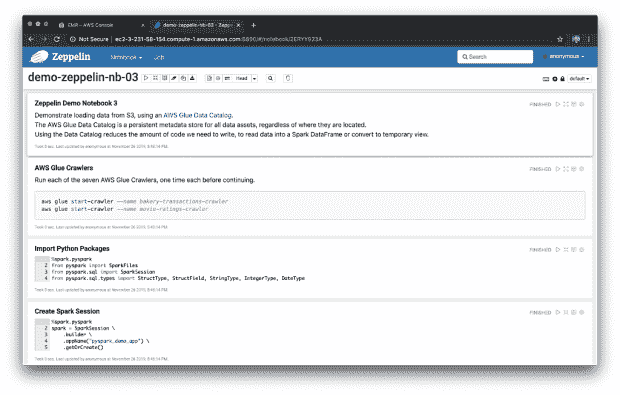 EMR – AWS Console
demo-zeppelin-nb-03 - Zepp
Not Secure | ec2-3-231-58-154.compute-1.amazonaws.com:8890/#/notebook/2ERYY923A
Zeppelin Notebook Job Search anonymous
demo-zeppelin-nb-03 Head default
Zeppelin Demo Notebook 3 FINISHED
Demonstrate loading data from S3, using an AWS Glue Data Catalog.
The AWS Glue Data Catalog is a persistent metadata store for all data assets, regardless of where they are located.
Using the Data Catalog reduces the amount of code we need to write, to read data into a Spark DataFrame or convert to temporary view.
Took 0 sec. Last updated by anonymous at November 26 2019, 8:46:14 PM.
AWS Glue Crawlers FINISHED
Run each of the seven AWS Glue Crawlers, one time each before continuing.
aws glue start-crawler --name bakery-transactions-crawler
aws glue start-crawler --name movie-ratings-crawler
Took 0 sec. Last updated by anonymous at November 26 2019, 8:46:14 PM.
Import Python Packages FINISHED
%spark.pyspark
2 from pyspark import SparkFiles
3 from pyspark.sql import SparkSession
4 from pyspark.sql.types import StructType, StructField, StringType, IntegerType, DateType
Took 0 sec. Last updated by anonymous at November 26 2019, 8:46:14 PM.
Create Spark Session FINISHED
%spark.pyspark
2 spark = SparkSession \
3 .builder \
4 .appName("pyspark_demo_app") \
5 .getOrCreate()
Took 0 sec. Last updated by anonymous at November 26 2019, 8:46:14 PM.